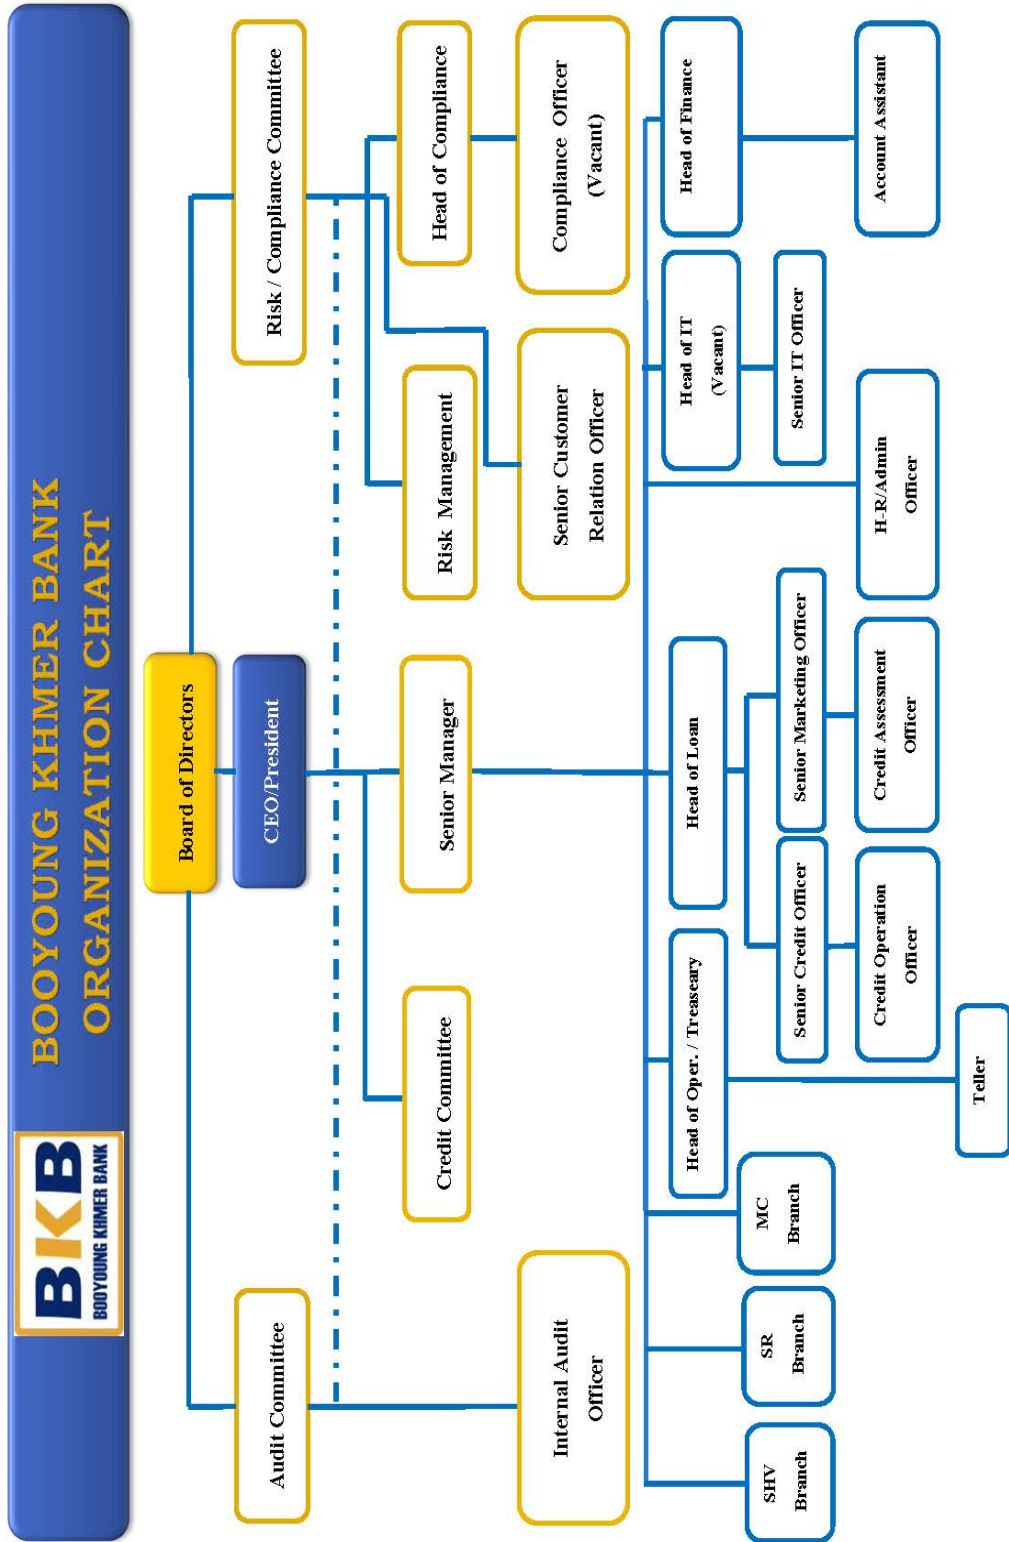 BKB
BOOYOUNG KHMER BANK
BOOYOUNG KHMER BANK
ORGANIZATION CHART
Board of Directors
Audit Committee
CEO/President
Risk / Compliance Committee
Credit Committee
Senior Manager
Risk Management
Head of Compliance
Internal Audit
Officer
Senior Customer
Relation Officer
Compliance Officer
(Vacant)
Head of Oper. / Treaseary
Head of Loan
Head of IT
(Vacant)
Head of Finance
SHV
Branch
SR
Branch
MC
Branch
Senior Credit Officer
Senior Marketing Officer
Senior IT Officer
Credit Operation
Officer
Credit Assessment
Officer
H-R/Admin
Officer
Account Assistant
Teller